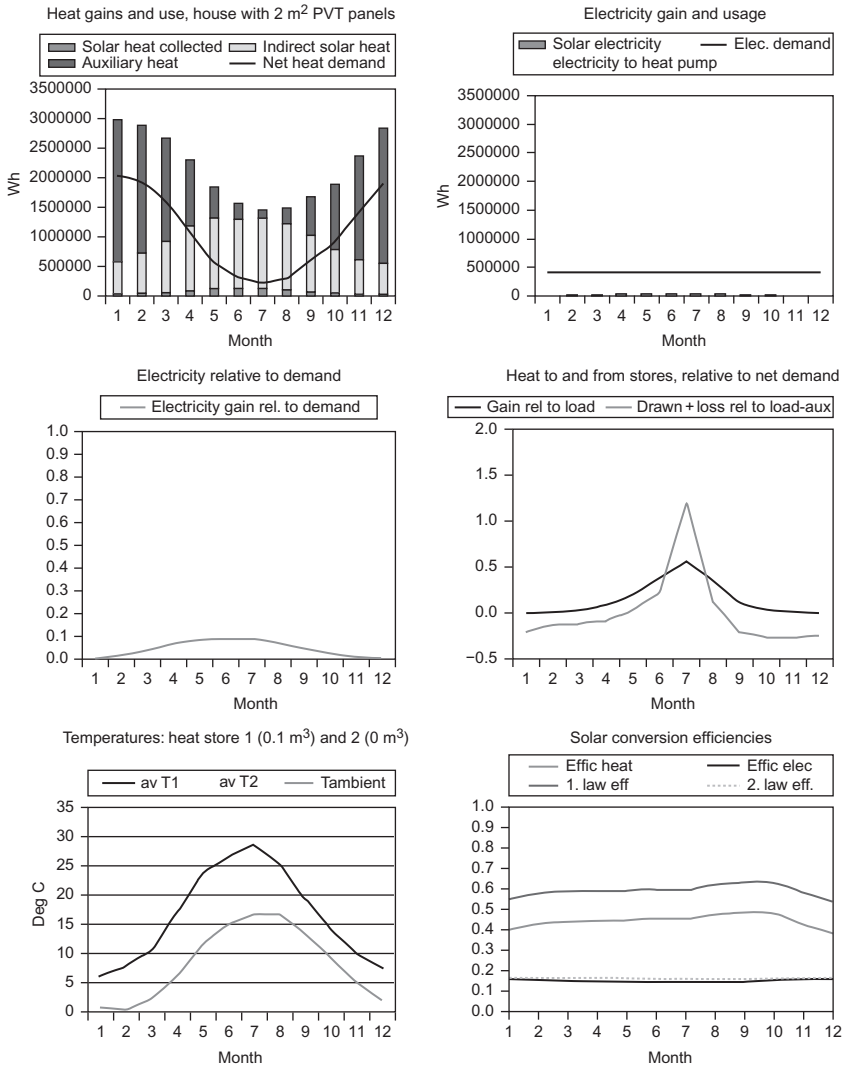 Heat gains and use, house with 2 m² PVT panels
Solar heat collected
Indirect solar heat
Auxiliary heat
Net heat demand
3500000
3000000
2500000
2000000
1500000
1000000
500000
0
Wh
1 2 3 4 5 6 7 8 9 10 11 12
Month
Electricity gain and usage
Solar electricity
Elec. demand
electricity to heat pump
3500000
3000000
2500000
2000000
1500000
1000000
500000
0
Wh
1 2 3 4 5 6 7 8 9 10 11 12
Month
Electricity relative to demand
Electricity gain rel. to demand
1.0
0.9
0.8
0.7
0.6
0.5
0.4
0.3
0.2
0.1
0.0
1 2 3 4 5 6 7 8 9 10 11 12
Month
Heat to and from stores, relative to net demand
Gain rel to load
Drawn + loss rel to load-aux
2.0
1.5
1.0
0.5
0.0
−0.5
1 2 3 4 5 6 7 8 9 10 11 12
Month
Temperatures: heat store 1 (0.1 m³) and 2 (0 m³)
av T1
av T2
Tambient
35
30
25
20
15
10
5
0
Deg C
1 2 3 4 5 6 7 8 9 10 11 12
Month
Solar conversion efficiencies
Effic heat
Effic elec
1. law eff
2. law eff.
1.0
0.9
0.8
0.7
0.6
0.5
0.4
0.3
0.2
0.1
0.0
1 2 3 4 5 6 7 8 9 10 11 12
Month